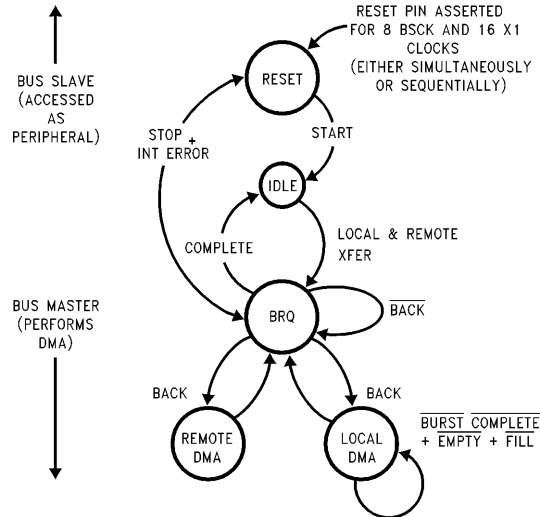 RESET PIN ASSERTED
FOR 8 BSCK AND 16 X1
CLOCKS
(EITHER SIMULTANEOUSLY
OR SEQUENTIALLY)
RESET
BUS SLAVE
(ACCESSED
AS
PERIPHERAL)
STOP +
INT ERROR
START
IDLE
COMPLETE
LOCAL & REMOTE
XFER
BUS MASTER
(PERFORMS
DMA)
BRQ
BACK
BACK
BACK
REMOTE
DMA
LOCAL
DMA
BURST COMPLETE
+ EMPTY + FILL